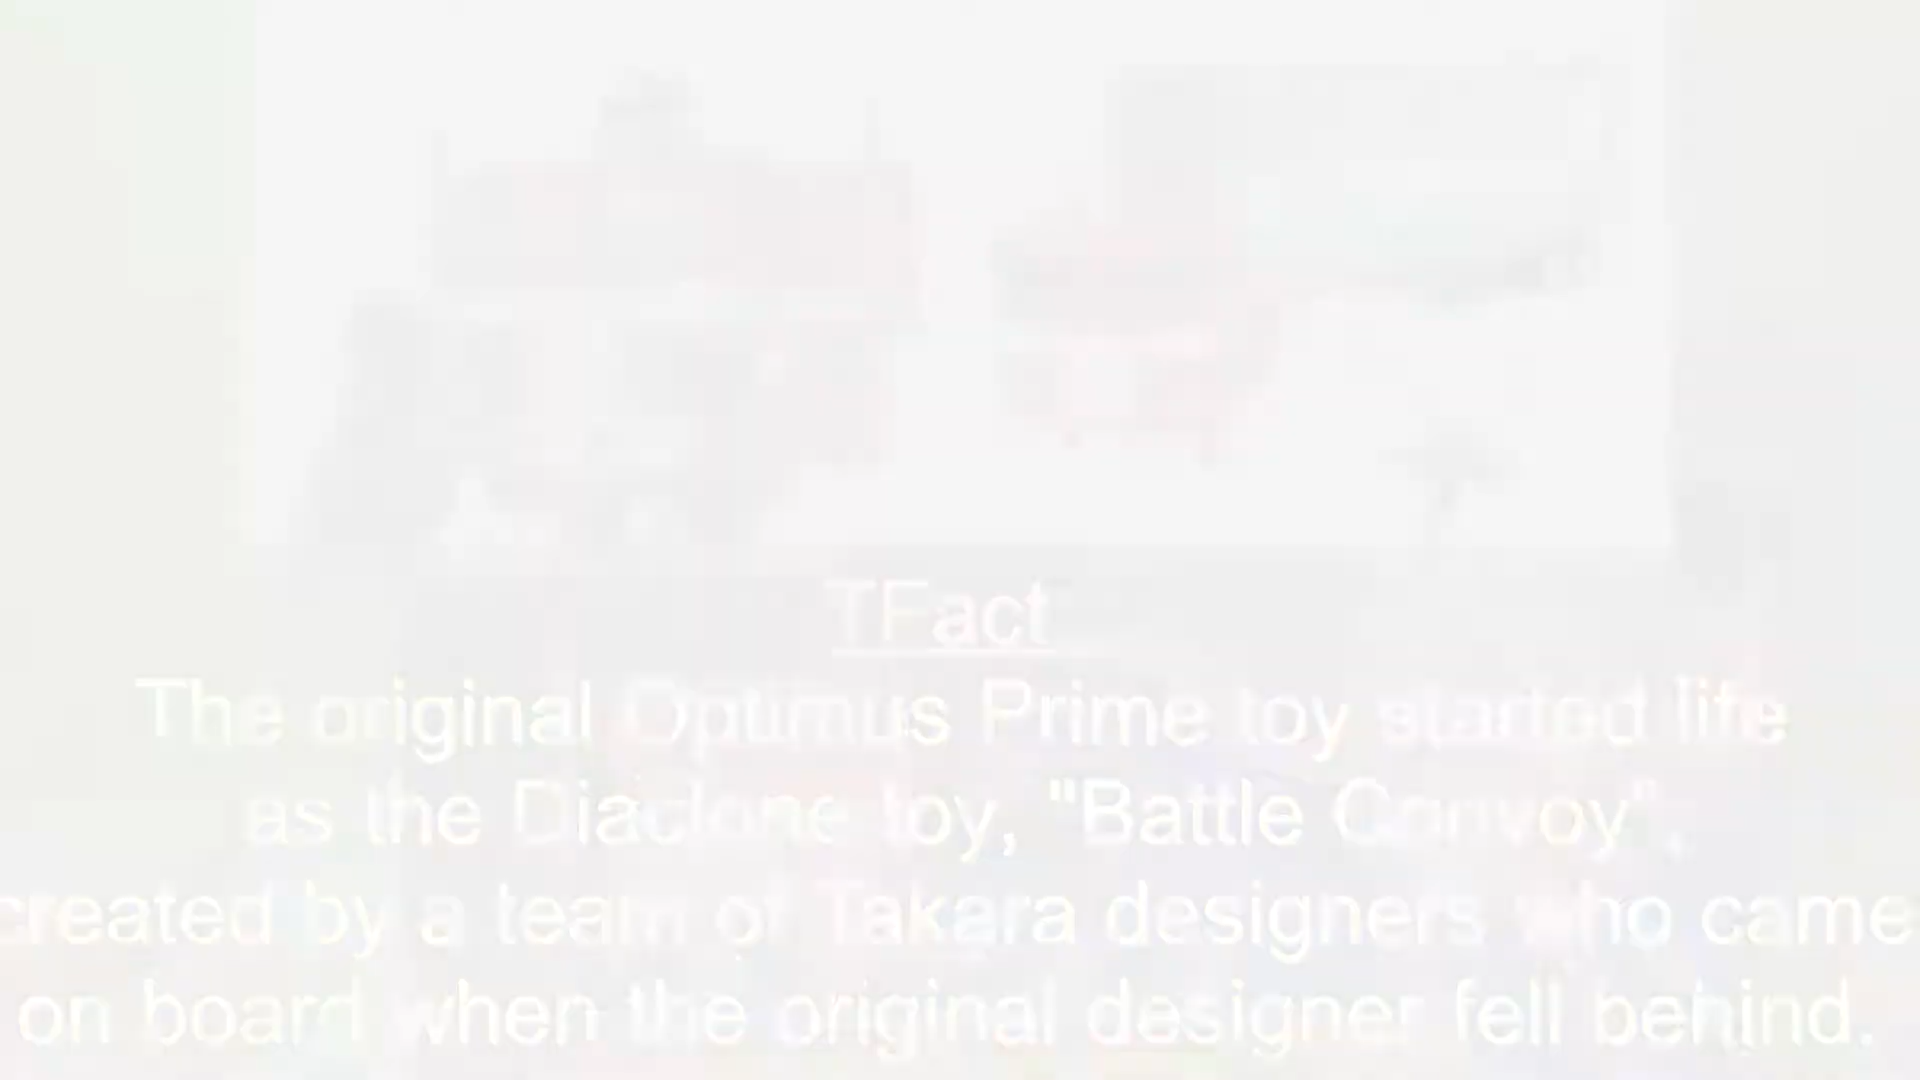 TFact
The original Optimus Prime toy started life
as the Diaclone toy, "Battle Convoy",
created by a team of Takara designers who came
on board when the original designer fell behind.